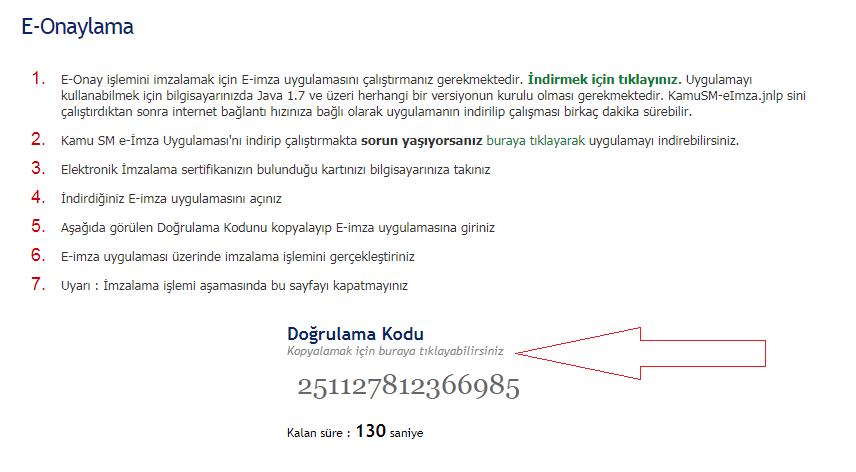 E-Onaylama
1. E-Onay işlemini imzalamak için E-imza uygulamasını çalıştırmanız gerekmektedir. İndirmek için tıklayınız. Uygulamayı
kullanabilmek için bilgisayarınızda Java 1.7 ve üzeri herhangi bir versiyonun kurulu olması gerekmektedir. KamuSM-eImza.jnlp sini
çalıştırdıktan sonra internet bağlantı hızınıza bağlı olarak uygulamanın indirilip çalışması birkaç dakika sürebilir.
2. Kamu SM e-İmza Uygulaması'nı indirip çalıştırmakta sorun yaşıyorsanız buraya tıklayarak uygulamayı indirebilirsiniz.
3. Elektronik İmzalama sertifikanızın bulunduğu kartınızı bilgisayarınıza takınız
4. İndirdiğiniz E-imza uygulamasını açınız
5. Aşağıda görülen Doğrulama Kodunu kopyalayıp E-imza uygulamasına giriniz
6. E-imza uygulaması üzerinde imzalama işlemini gerçekleştiriniz
7. Uyarı : İmzalama işlemi aşamasında bu sayfayı kapatmayınız
Doğrulama Kodu
Kopyalamak için buraya tıklayabilirsiniz
251127812366985
Kalan süre : 130 saniye